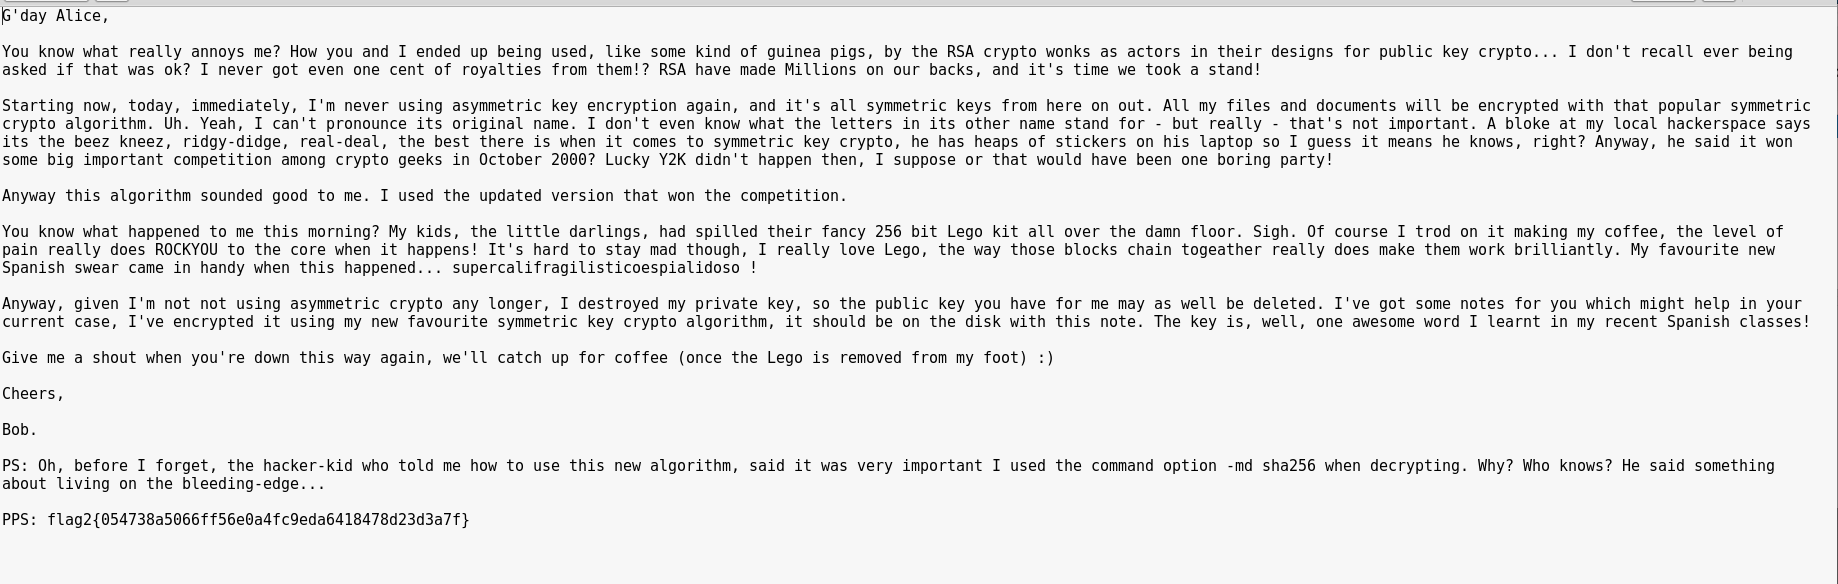 G'day Alice,
You know what really annoys me? How you and I ended up being used, like some kind of guinea pigs, by the RSA crypto wonks as actors in their designs for public key crypto... I don't recall ever being
asked if that was ok? I never got even one cent of royalties from them!? RSA have made Millions on our backs, and it's time we took a stand!
Starting now, today, immediately, I'm never using asymmetric key encryption again, and it's all symmetric keys from here on out. All my files and documents will be encrypted with that popular symmetric
crypto algorithm. Uh. Yeah, I can't pronounce its original name. I don't even know what the letters in its other name stand for - but really - that's not important. A bloke at my local hackerspace says
its the beez kneez, ridgy-didge, real-deal, the best there is when it comes to symmetric key crypto, he has heaps of stickers on his laptop so I guess it means he knows, right? Anyway, he said it won
some big important competition among crypto geeks in October 2000? Lucky Y2K didn't happen then, I suppose or that would have been one boring party!
Anyway this algorithm sounded good to me. I used the updated version that won the competition.
You know what happened to me this morning? My kids, the little darlings, had spilled their fancy 256 bit Lego kit all over the damn floor. Sigh. Of course I trod on it making my coffee, the level of
pain really does ROCKYOU to the core when it happens! It's hard to stay mad though, I really love Lego, the way those blocks chain togeather really does make them work brilliantly. My favourite new
Spanish swear came in handy when this happened... supercalifragilisticoespialidoso !
Anyway, given I'm not not using asymmetric crypto any longer, I destroyed my private key, so the public key you have for me may as well be deleted. I've got some notes for you which might help in your
current case, I've encrypted it using my new favourite symmetric key crypto algorithm, it should be on the disk with this note. The key is, well, one awesome word I learnt in my recent Spanish classes!
Give me a shout when you're down this way again, we'll catch up for coffee (once the Lego is removed from my foot) :)
Cheers,
Bob.
PS: Oh, before I forget, the hacker-kid who told me how to use this new algorithm, said it was very important I used the command option -md sha256 when decrypting. Why? Who knows? He said something
about living on the bleeding-edge...
PPS: flag2{054738a5066ff56e0a4fc9eda6418478d23d3a7f}